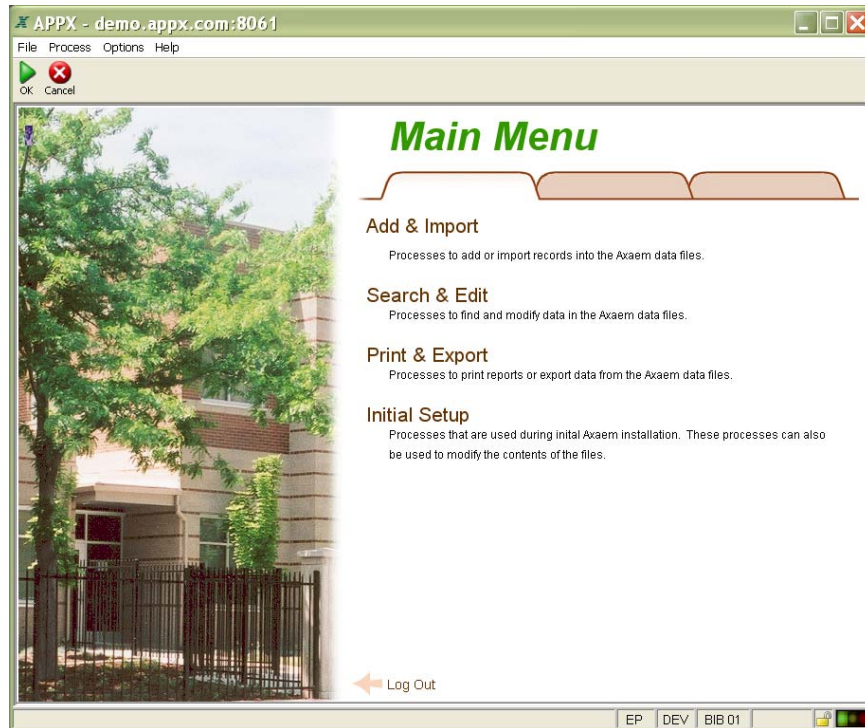 APPX - demo.appx.com:8061
File Process Options Help
OK Cancel
Main Menu
Add & Import
Processes to add or import records into the Axaem data files.
Search & Edit
Processes to find and modify data in the Axaem data files.
Print & Export
Processes to print reports or export data from the Axaem data files.
Initial Setup
Processes that are used during inital Axaem installation. These processes can also
be used to modify the contents of the files.
Log Out
EP DEV BIB 01